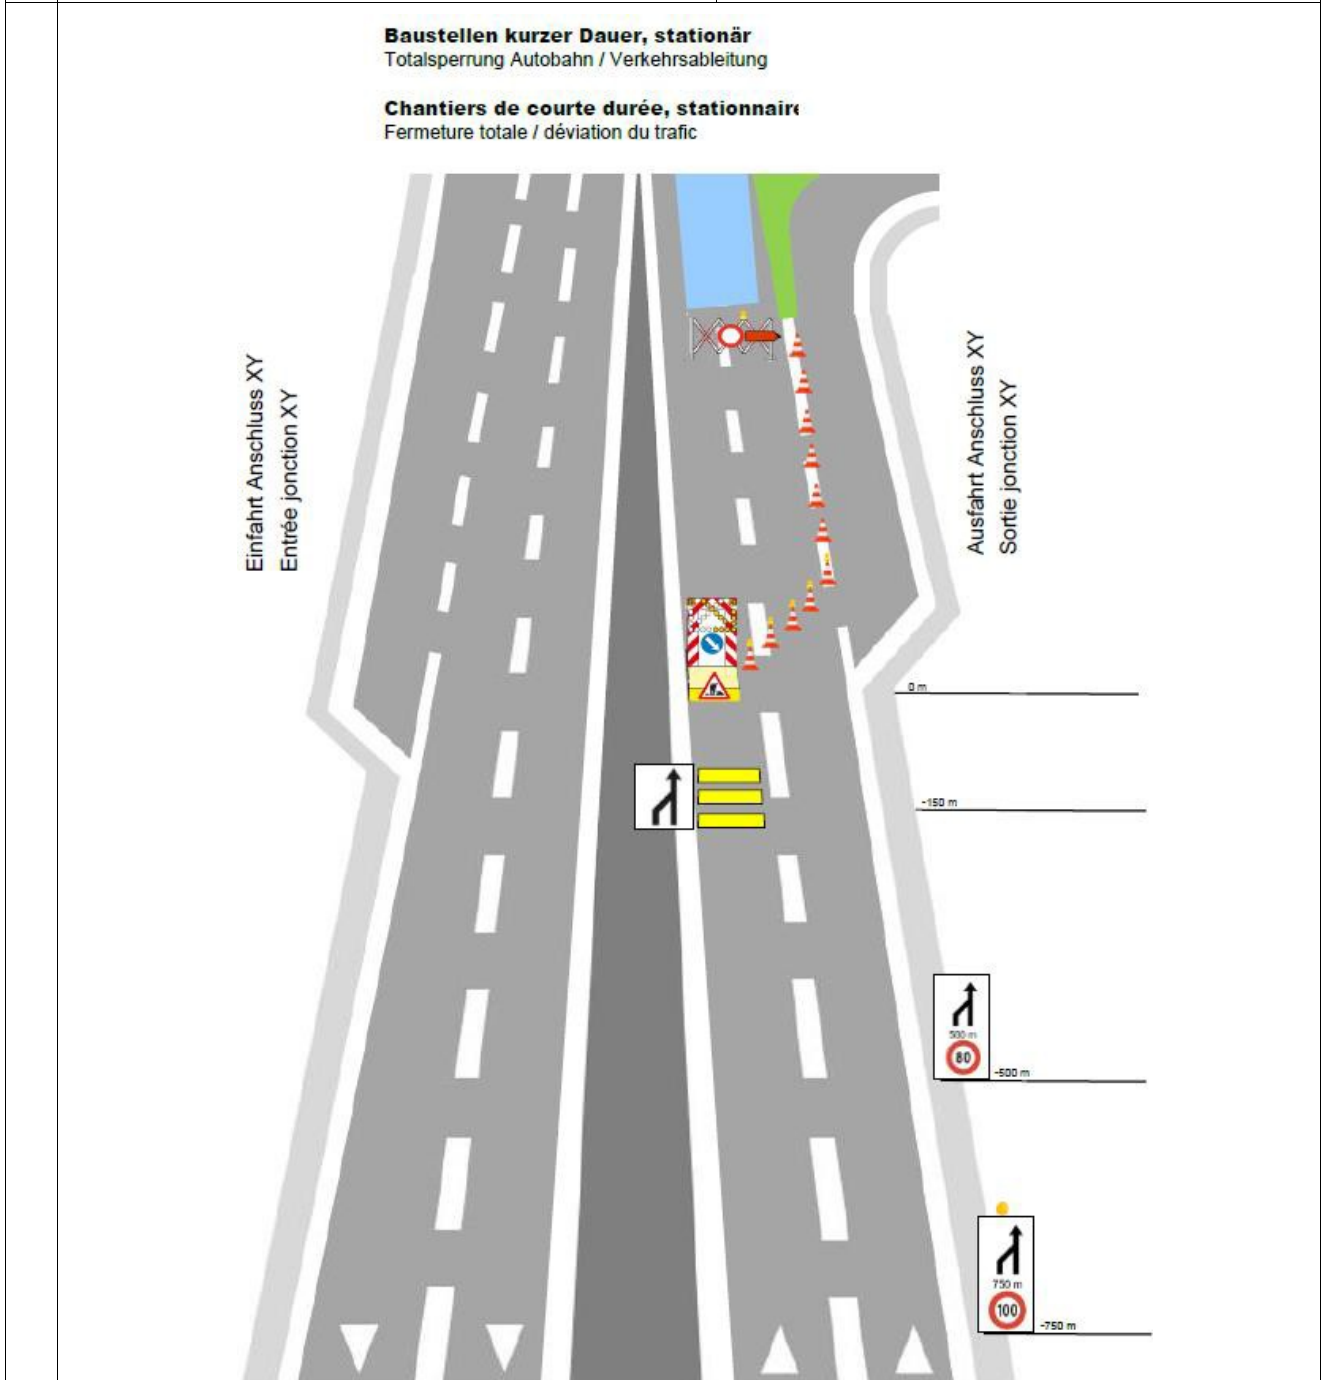 Baustellen kurzer Dauer, stationär
Totalsperrung Autobahn / Verkehrsableitung
Chantiers de courte durée, stationnaire
Fermeture totale / déviation du trafic
Einfahrt Anschluss XY
Entrée jonction XY
Ausfahrt Anschluss XY
Sortie jonction XY
0 m
-150 m
500 m
80
-500 m
750 m
100
-750 m